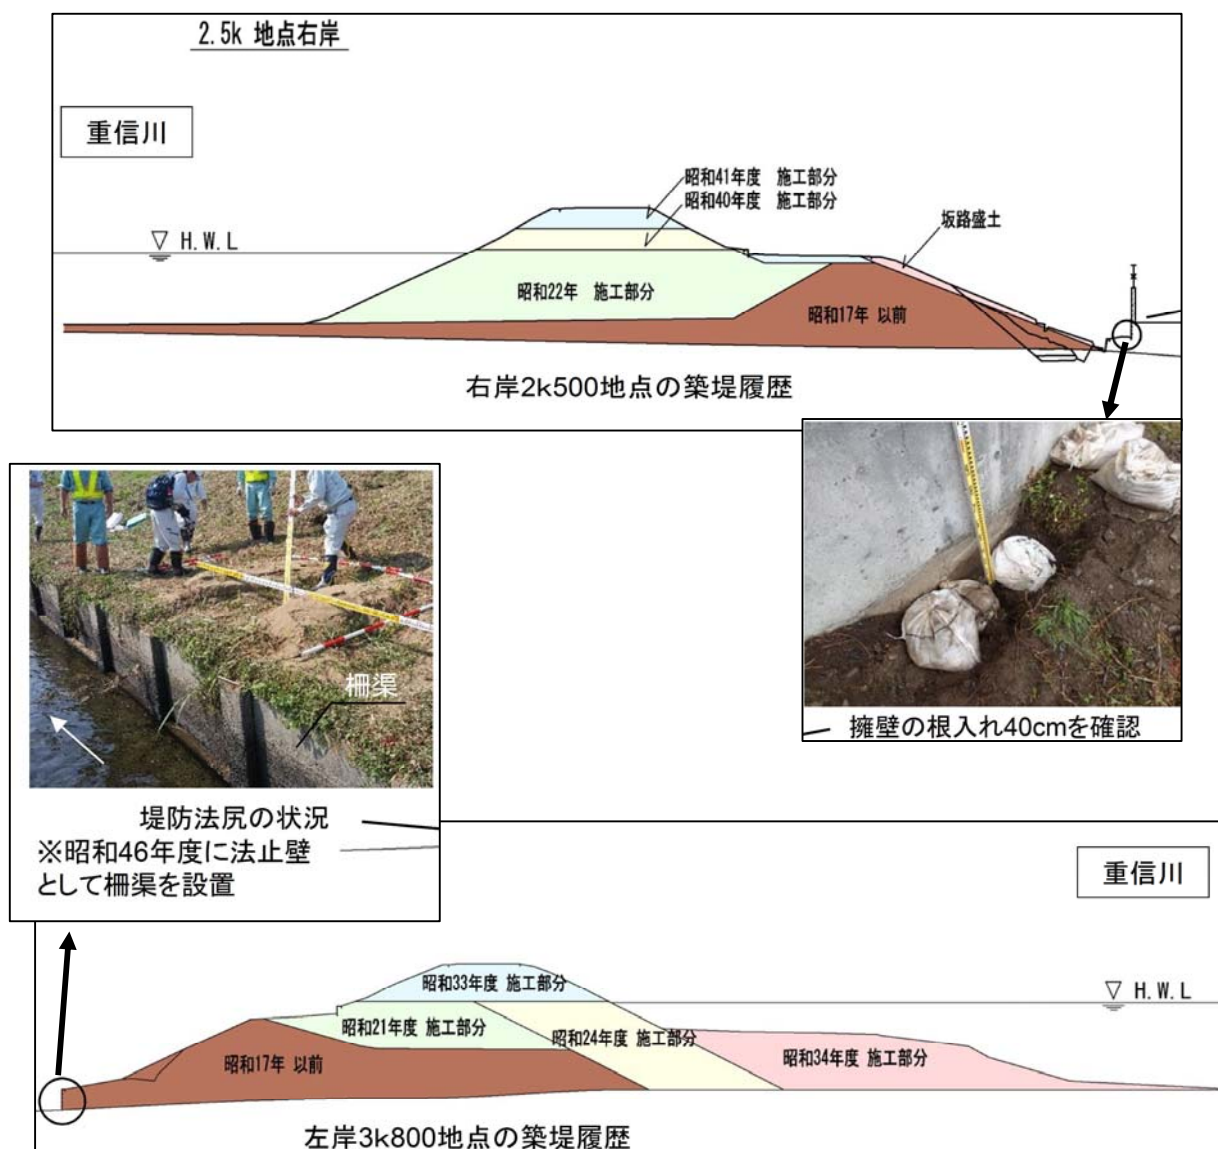 2.5k 地点右岸
重信川
昭和41年度 施工部分
昭和40年度 施工部分
坂路盛土
▽ H.W.L
昭和22年 施工部分
昭和17年 以前
右岸2k500地点の築堤履歴
擁壁の根入れ40cmを確認
柵渠
堤防法尻の状況
※昭和46年度に法止壁
として柵渠を設置
重信川
昭和33年度 施工部分
▽ H.W.L
昭和21年度 施工部分
昭和24年度 施工部分
昭和34年度 施工部分
昭和17年 以前
左岸3k800地点の築堤履歴